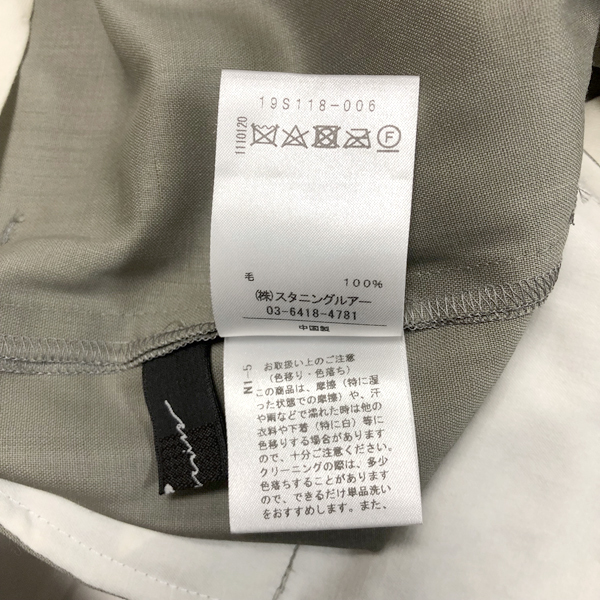 19S118-006
1110120
F
毛 100%
(株)スタニングルアー
03-6418-4781
中国製
N1-5
お取扱い上のご注意
(色移り・色落ち)
この商品は、摩擦(特に湿
った状態での摩擦)や、汗
や雨などで濡れた時は他の
衣料や下着(特に白)等に
色移りする場合があります
ので、十分ご注意ください。
クリーニングの際は、多少
色落ちすることがあります
ので、できるだけ単品洗い
をおすすめします。また、